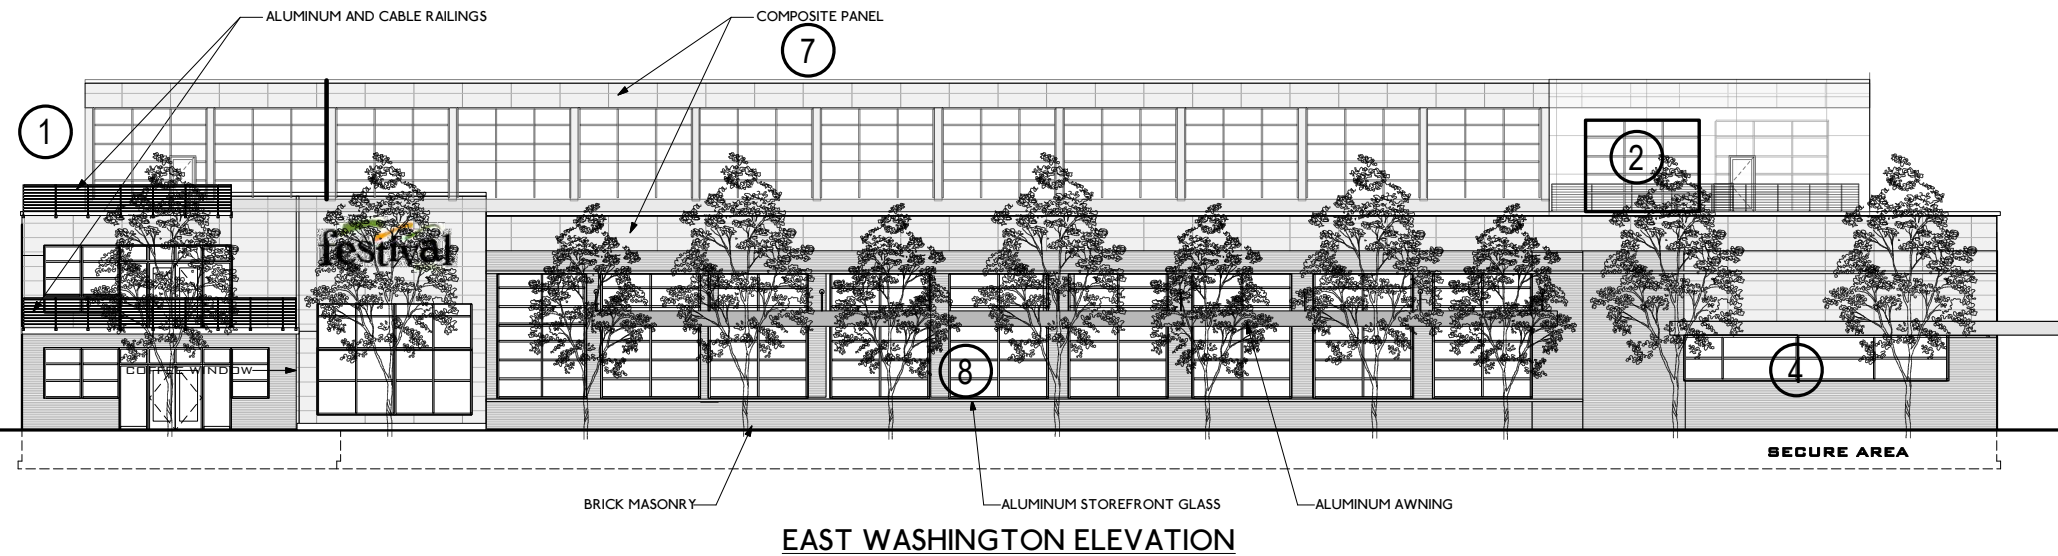 ALUMINUM AND CABLE RAILINGS
COMPOSITE PANEL
7
1
2
festival
COFFEE WINDOW
8
4
SECURE AREA
BRICK MASONRY
ALUMINUM STOREFRONT GLASS
ALUMINUM AWNING
EAST WASHINGTON ELEVATION